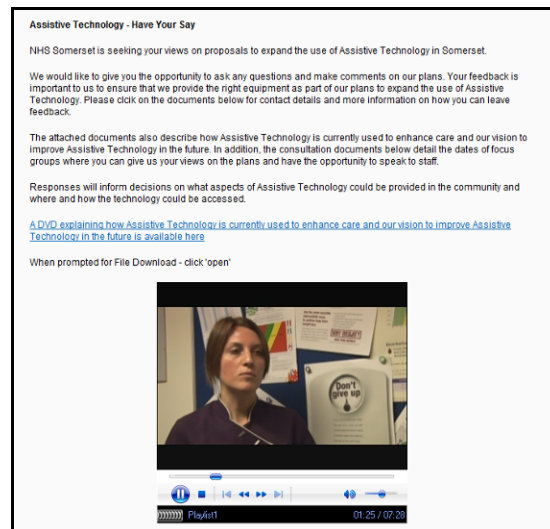 Assistive Technology - Have Your Say
NHS Somerset is seeking your views on proposals to expand the use of Assistive Technology in Somerset.
We would like to give you the opportunity to ask any questions and make comments on our plans. Your feedback is
important to us to ensure that we provide the right equipment as part of our plans to expand the use of Assistive
Technology. Please clcik on the documents below for contact details and more information on how you can leave
feedback.
The attached documents also describe how Assistive Technology is currently used to enhance care and our vision to
improve Assistive Technology in the future. In addition, the consultation documents below detail the dates of focus
groups where you can give us your views on the plans and have the opportunity to speak to staff.
Responses will inform decisions on what aspects of Assistive Technology could be provided in the community and
where and how the technology could be accessed.
A DVD explaining how Assistive Technology is currently used to enhance care and our vision to improve Assistive
Technology in the future is available here
When prompted for File Download - click 'open'
Don't
give up
Playlist1
01:25 / 07:28